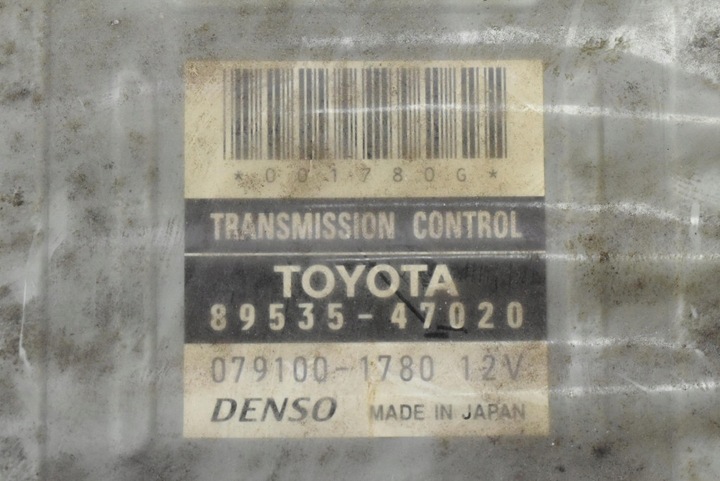 *001780G*
TRANSMISSION CONTROL
TOYOTA
89535-47020
079100-1780 12V
DENSO MADE IN JAPAN